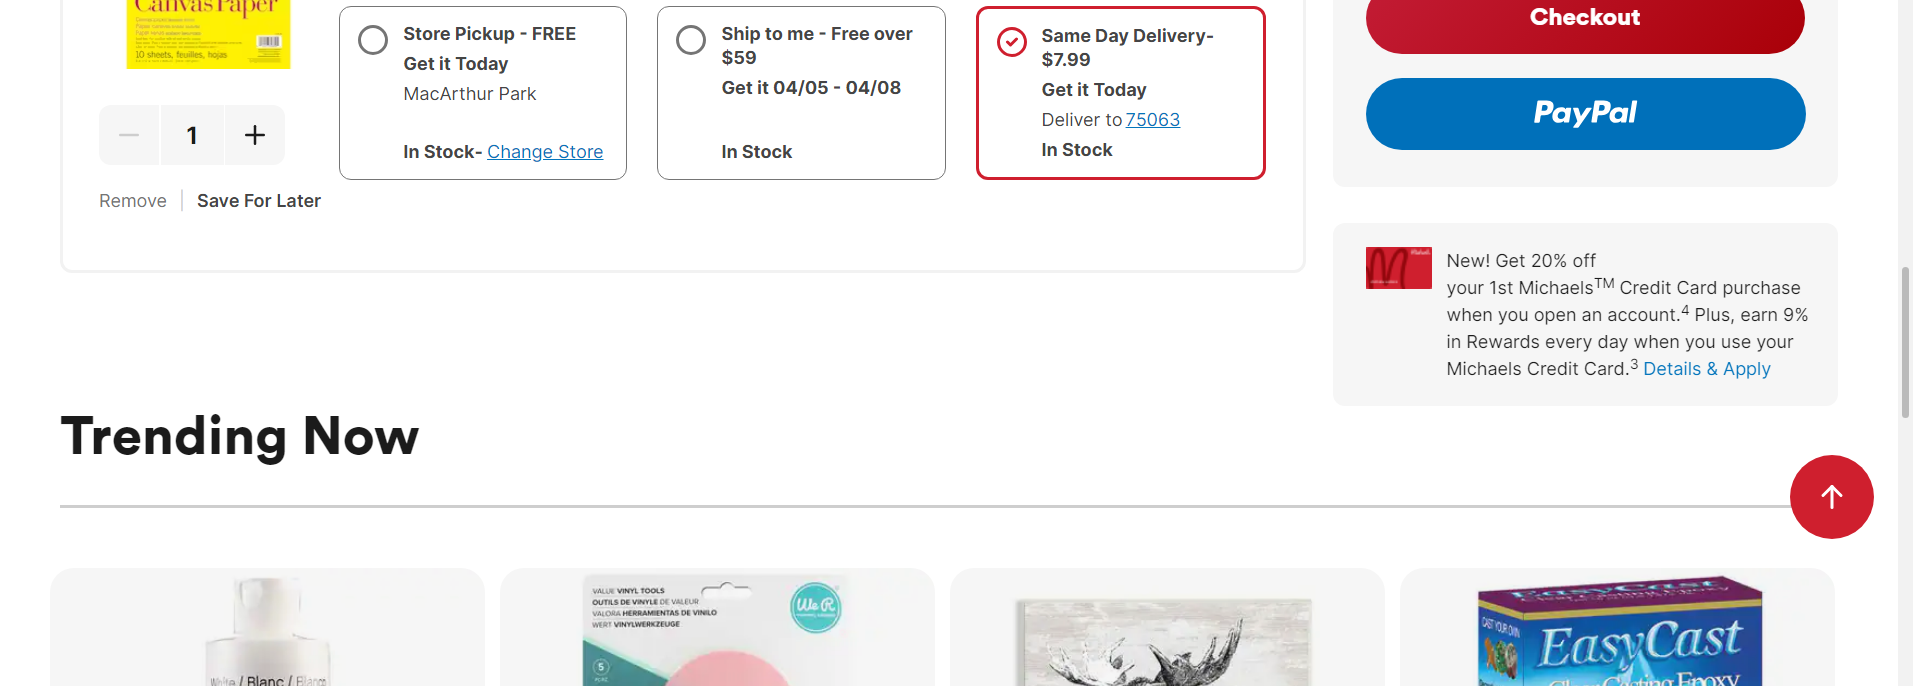 Canvas Paper
10 sheets, feuilles, hojas
1
Remove
Save For Later
Store Pickup - FREE
Get it Today
MacArthur Park
In Stock- Change Store
Ship to me - Free over
$59
Get it 04/05 - 04/08
In Stock
Same Day Delivery-
$7.99
Get it Today
Deliver to 75063
In Stock
Checkout
PayPal
New! Get 20% off
your 1st Michaels™ Credit Card purchase
when you open an account.⁴ Plus, earn 9%
in Rewards every day when you use your
Michaels Credit Card.³ Details & Apply
Trending Now
White / Blanc / Blanco
VALUE VINYL TOOLS
OUTILS DE VINYLE DE VALEUR
VALORA HERRAMIENTAS DE VINILO
WERT VINYLWERKZEUGE
We R
5
CAST YOUR OWN
EasyCast
EasyCast
Clear Casting Epoxy